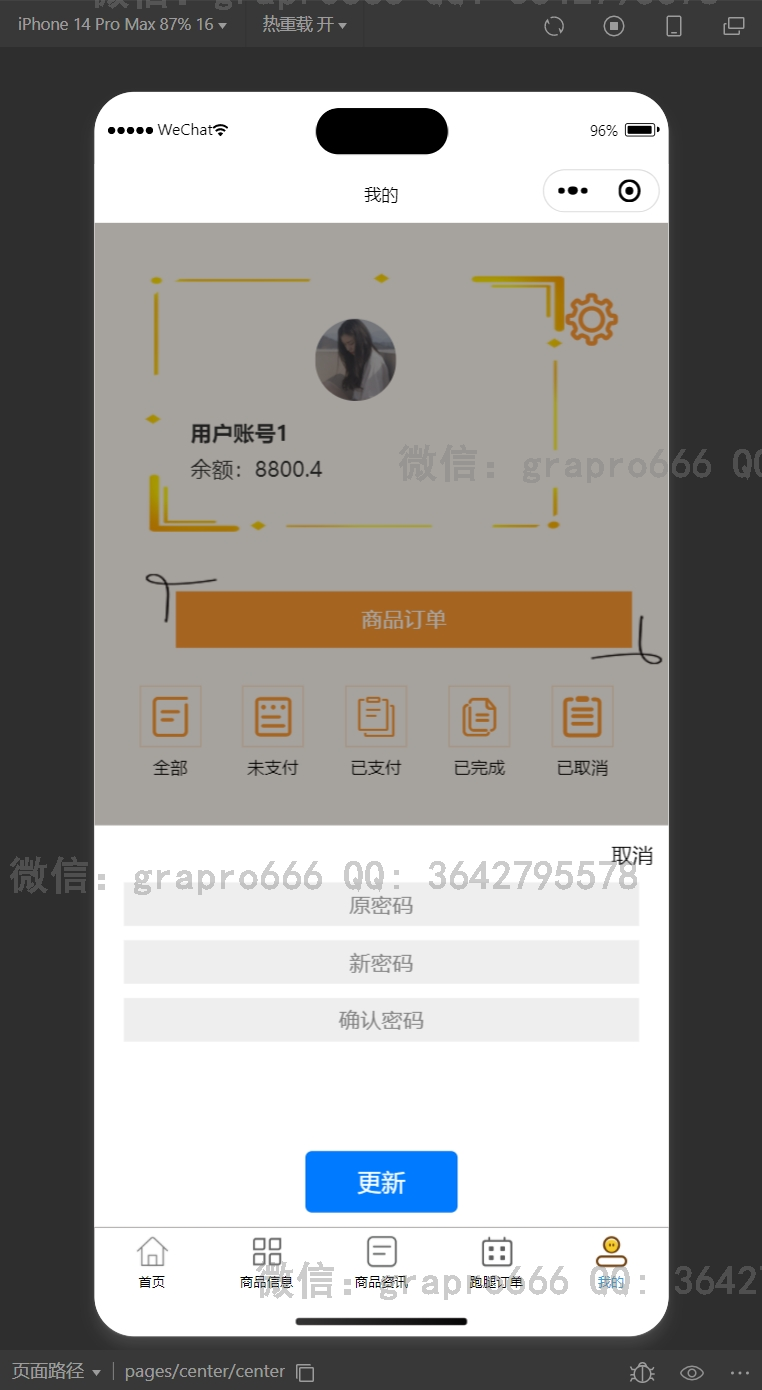 iPhone 14 Pro Max 87% 16
热重载 开
WeChat
96%
我的
用户账号1
余额：8800.4
微信：grapro666 QQ
商品订单
全部
未支付
已支付
已完成
已取消
取消
微信：grapro666 QQ: 3642795578
原密码
新密码
确认密码
更新
首页
商品信息
商品资讯
跑腿订单
我的
微信：grapro666 QQ: 36427
页面路径
pages/center/center